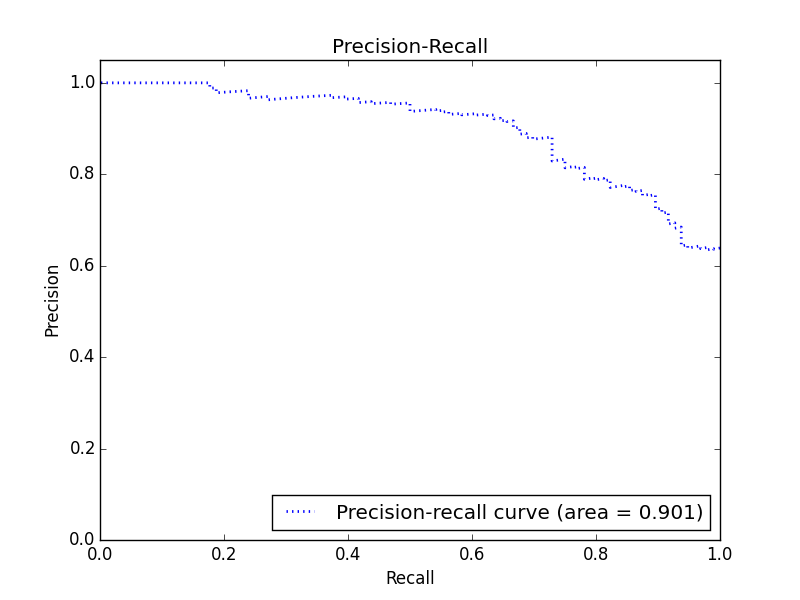 Precision-Recall
1.0
0.8
0.6
0.4
0.2
0.0
Precision
0.0 0.2 0.4 0.6 0.8 1.0
Recall
Precision-recall curve (area = 0.901)